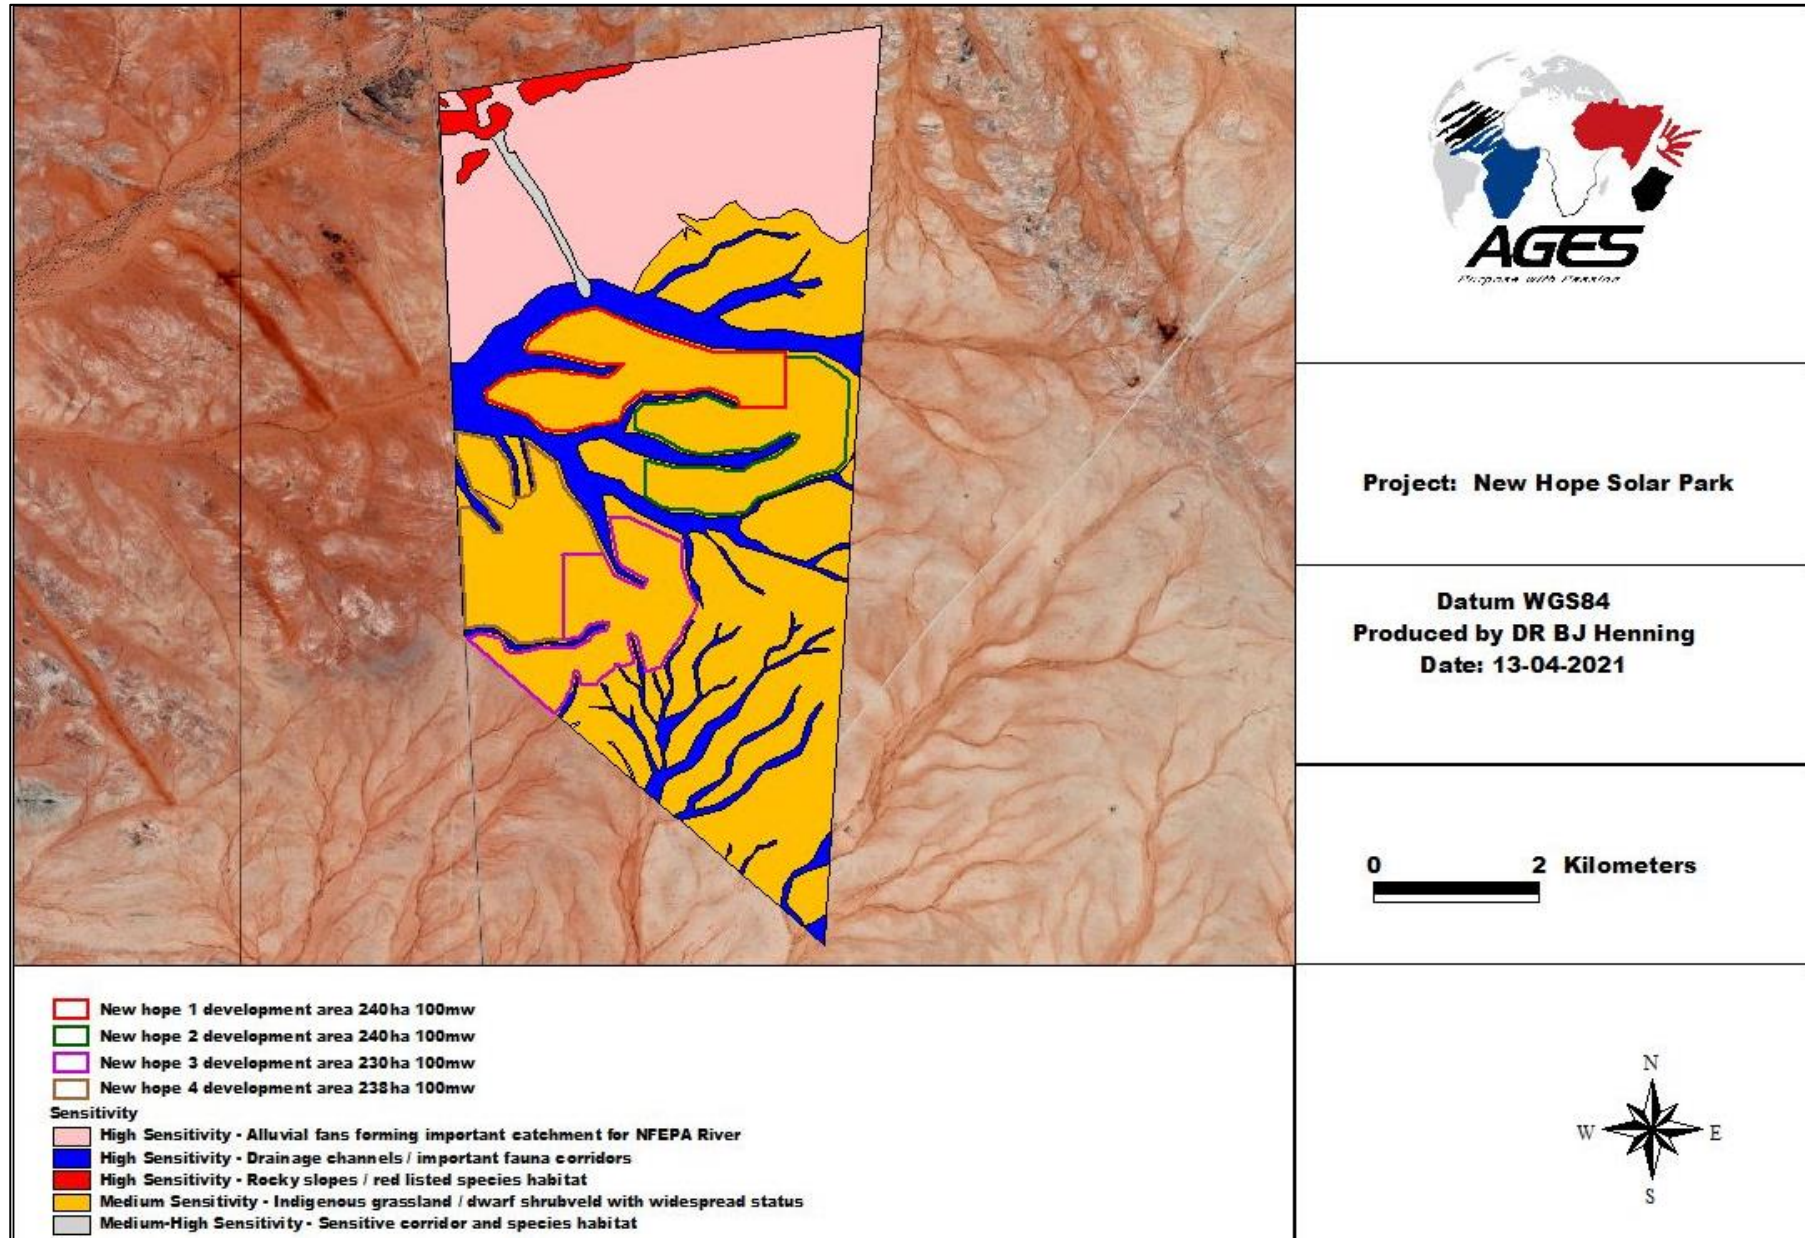 AGES
Purpose with Passion
Project: New Hope Solar Park
Datum WGS84
Produced by DR BJ Henning
Date: 13-04-2021
0 2 Kilometers
N
W E
S
New hope 1 development area 240ha 100mw
New hope 2 development area 240ha 100mw
New hope 3 development area 230ha 100mw
New hope 4 development area 238ha 100mw
Sensitivity
High Sensitivity - Alluvial fans forming important catchment for NFEPA River
High Sensitivity - Drainage channels / important fauna corridors
High Sensitivity - Rocky slopes / red listed species habitat
Medium Sensitivity - Indigenous grassland / dwarf shrubveld with widespread status
Medium-High Sensitivity - Sensitive corridor and species habitat